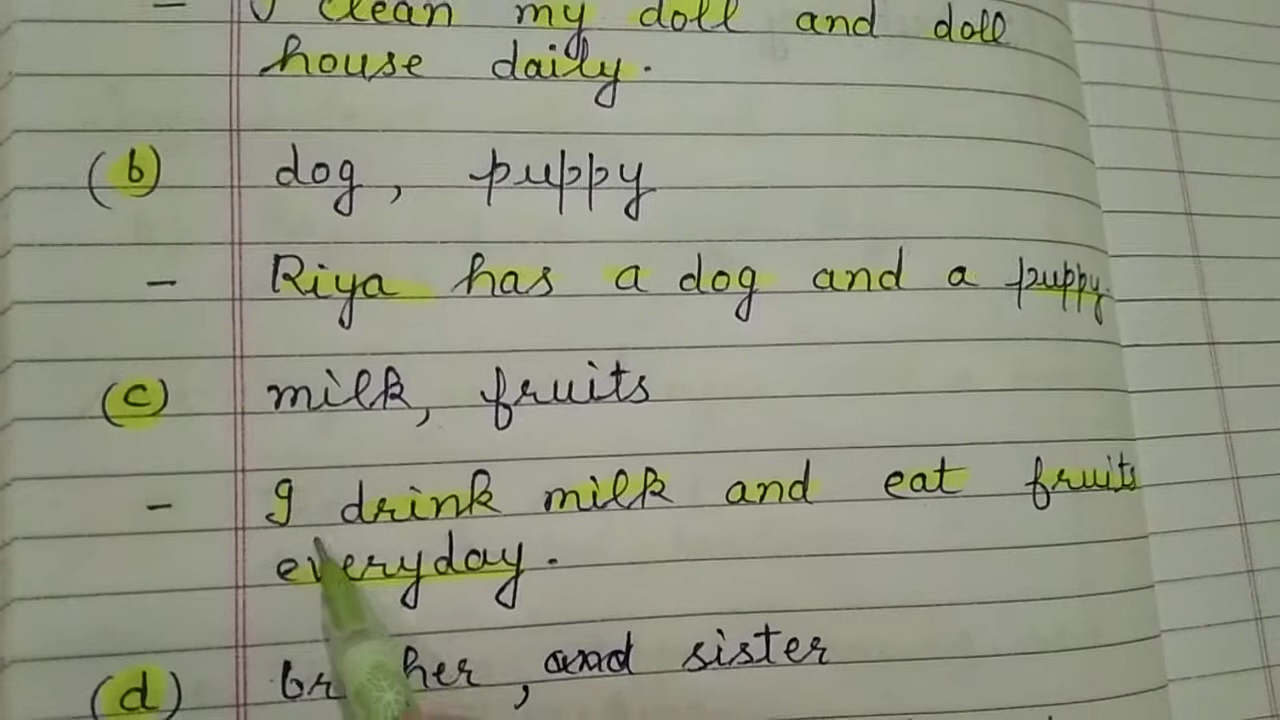 - I clean my doll and doll
house daily.
(b) dog, puppy
- Riya has a dog and a puppy.
(c) milk, fruits
- I drink milk and eat fruits
everyday.
(d) , and sister